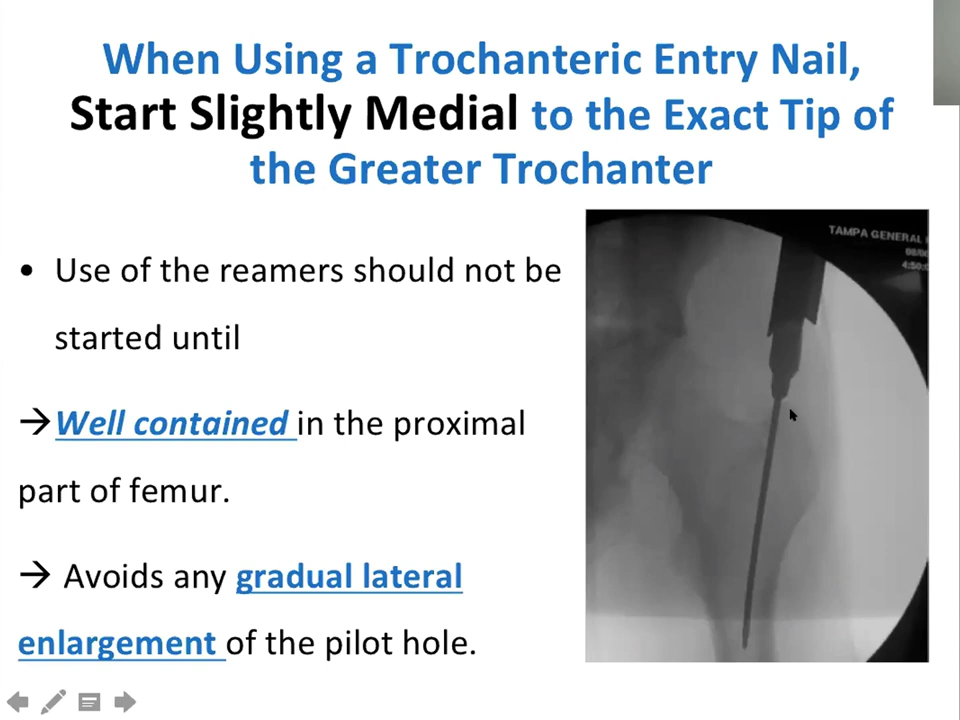 When Using a Trochanteric Entry Nail,
Start Slightly Medial to the Exact Tip of
the Greater Trochanter
TAMPA GENERAL
• Use of the reamers should not be
started until
→Well contained in the proximal
part of femur.
→ Avoids any gradual lateral
enlargement of the pilot hole.